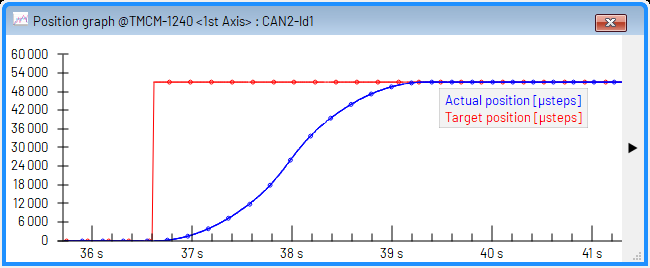 Position graph @TMCM-1240 <1st Axis> : CAN2-Id1
60 000
54 000
48 000
42 000
36 000
30 000
24 000
18 000
12 000
6 000
0
Actual position [µsteps]
Target position [µsteps]
36 s 37 s 38 s 39 s 40 s 41 s